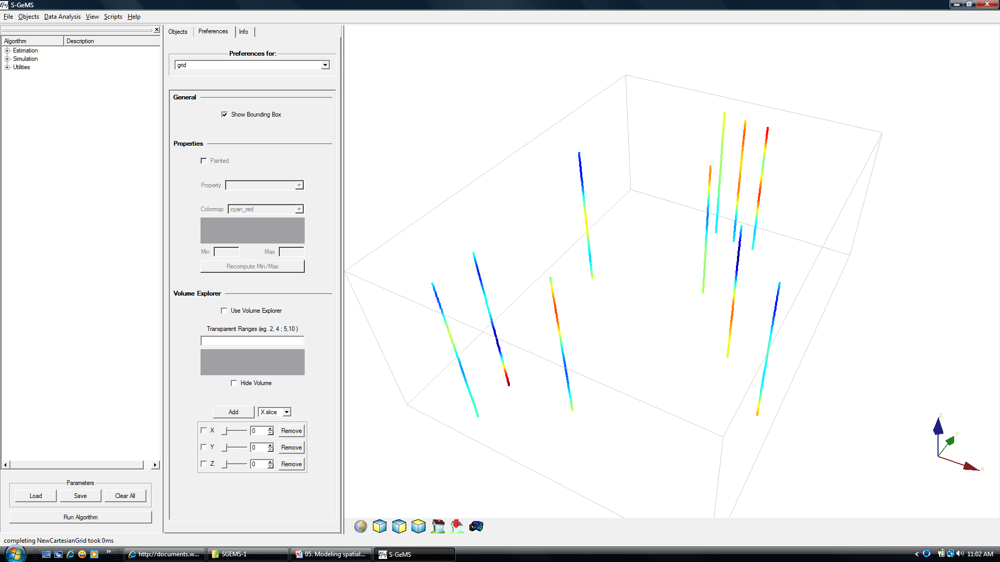 S-GeMS
File Objects Data Analysis View Scripts Help
Algorithm Description
Estimation
Simulation
Utilities
Parameters
Load Save Clear All
Run Algorithm
Objects Preferences Info
Preferences for:
grid
General
Show Bounding Box
Properties
Painted
Property
Colormap cyan_red
Min Max
Recompute Min/Max
Volume Explorer
Use Volume Explorer
Transparent Ranges (eg. 2, 4 ; 5,10 )
Hide Volume
Add X slice
X 0 Remove
Y 0 Remove
Z 0 Remove
Z
Y
X
completing NewCartesianGrid took 0ms
http://documents.w...
SGEMS-1
05. Modeling spatial...
S-GeMS
11:02 AM